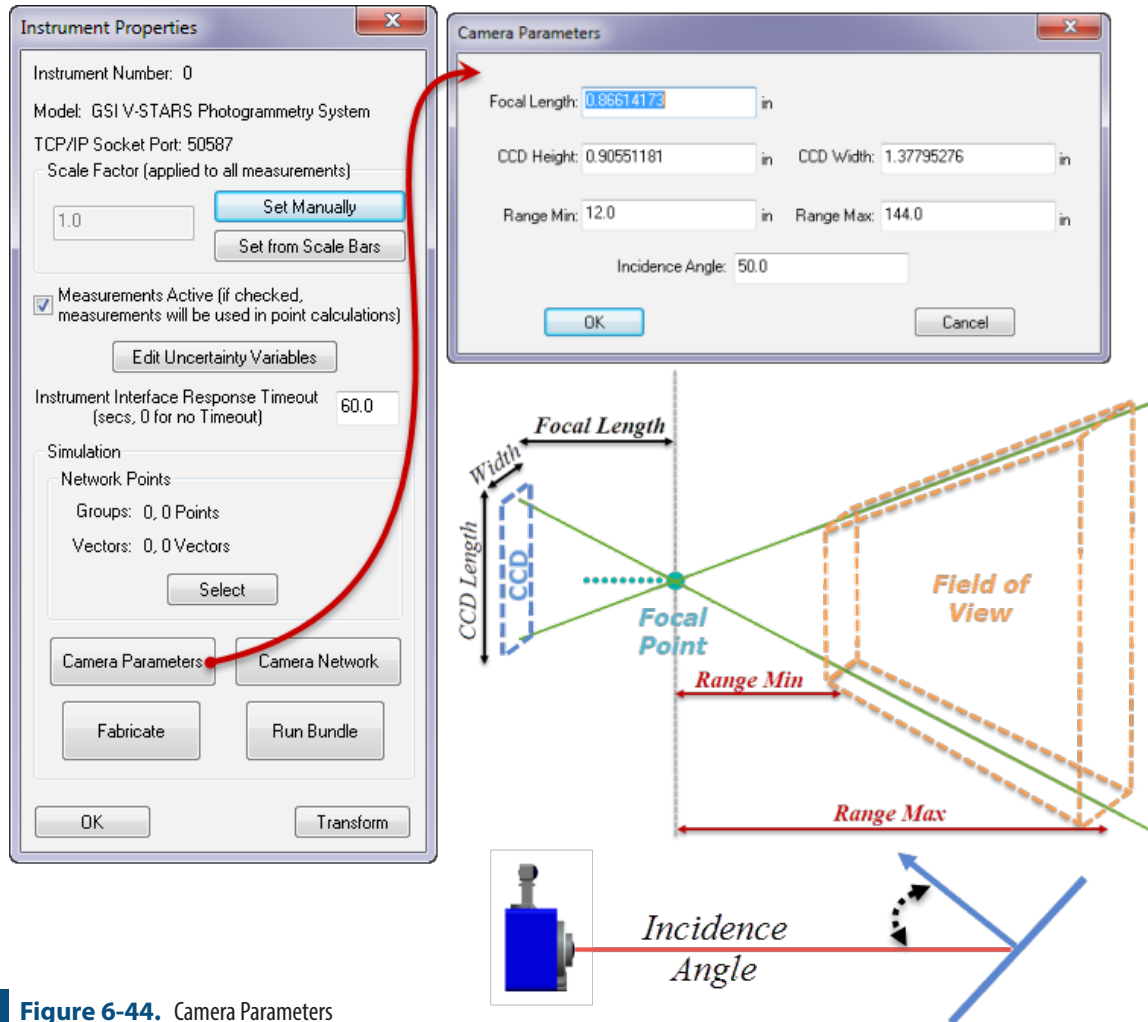 Instrument Properties
Instrument Number: 0
Model: GSI V-STARS Photogrammetry System
TCP/IP Socket Port: 50587
Scale Factor (applied to all measurements)
1.0
Set Manually
Set from Scale Bars
Measurements Active (if checked,
measurements will be used in point calculations)
Edit Uncertainty Variables
Instrument Interface Response Timeout
(secs, 0 for no Timeout)
60.0
Simulation
Network Points
Groups: 0, 0 Points
Vectors: 0, 0 Vectors
Select
Camera Parameters
Camera Network
Fabricate
Run Bundle
OK
Transform
Camera Parameters
Focal Length: 0.86614173 in
CCD Height: 0.90551181 in CCD Width: 1.37795276 in
Range Min: 12.0 in Range Max: 144.0 in
Incidence Angle: 50.0
OK
Cancel
Focal Length
Width
CCD Length
CCD
Focal
Point
Field of
View
Range Min
Range Max
Incidence
Angle
Figure 6-44. Camera Parameters